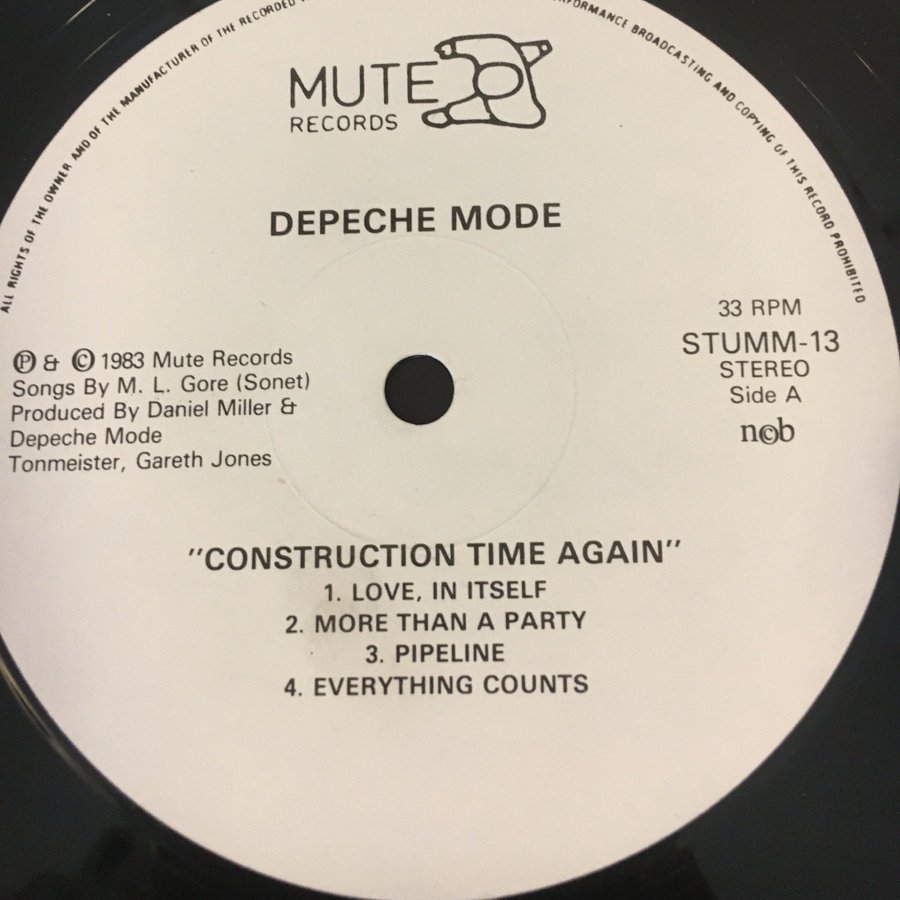 ALL RIGHTS OF THE OWNER AND OF THE MANUFACTURER OF THE RECORDED
PERFORMANCE BROADCASTING AND COPYING OF THIS RECORD PROHIBITED
MUTE
RECORDS
DEPECHE MODE
33 RPM
STUMM-13
STEREO
Side A
n©b
℗ & © 1983 Mute Records
Songs By M. L. Gore (Sonet)
Produced By Daniel Miller &
Depeche Mode
Tonmeister, Gareth Jones
"CONSTRUCTION TIME AGAIN"
1. LOVE, IN ITSELF
2. MORE THAN A PARTY
3. PIPELINE
4. EVERYTHING COUNTS